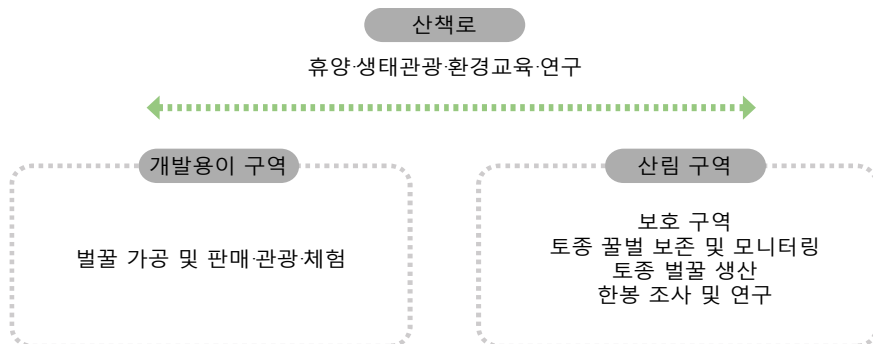 산책로
휴양·생태관광·환경교육·연구
개발용이 구역
산림 구역
벌꿀 가공 및 판매·관광·체험
보호 구역
토종 꿀벌 보존 및 모니터링
토종 벌꿀 생산
한봉 조사 및 연구